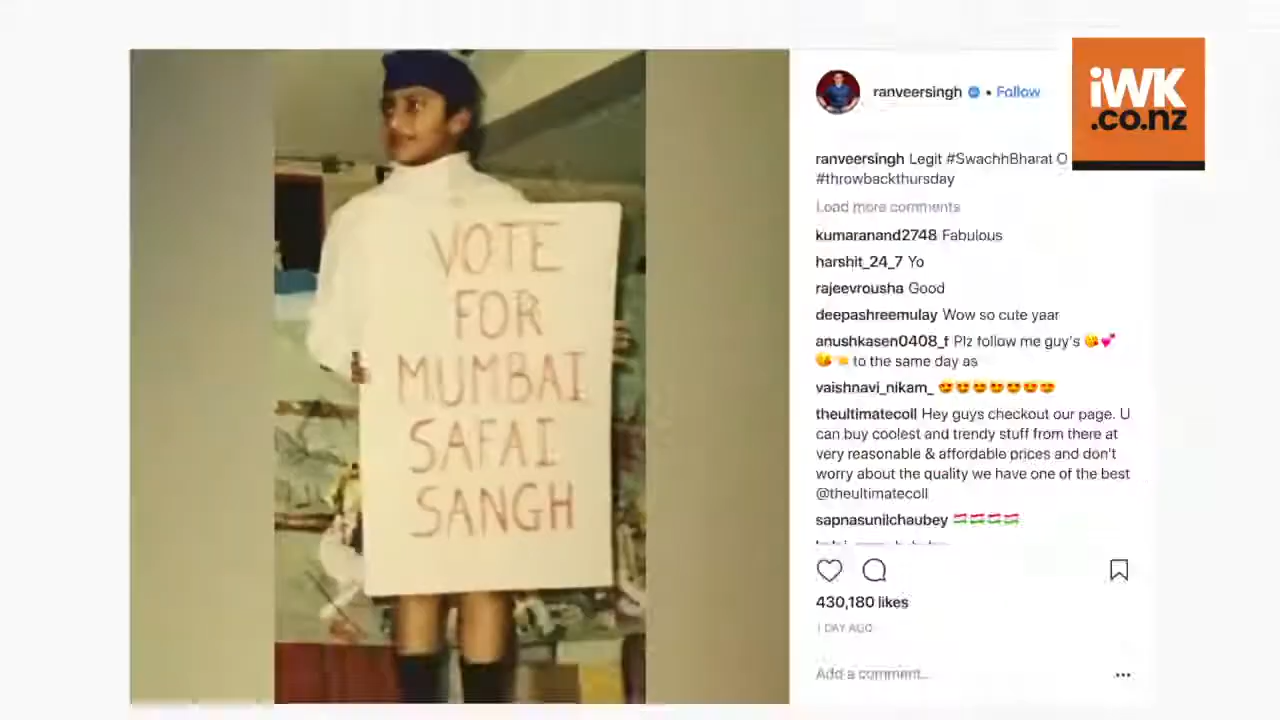 VOTE
FOR
MUMBAI
SAFAI
SANGH
iWK
.co.nz
ranveersingh • Follow
ranveersingh Legit #SwachhBharat O
#throwbackthursday
Load more comments
kumaranand2748 Fabulous
harshit_24_7 Yo
rajeevrousha Good
deepashreemulay Wow so cute yaar
anushkasen0408_f Plz follow me guy's 😘💕
😘👈 to the same day as
vaishnavi_nikam_ 😍😍😍😍😍😍😍
theultimatecoll Hey guys checkout our page. U
can buy coolest and trendy stuff from there at
very reasonable & affordable prices and don't
worry about the quality we have one of the best
@theultimatecoll
sapnasunilchaubey
430,180 likes
1 DAY AGO
Add a comment...